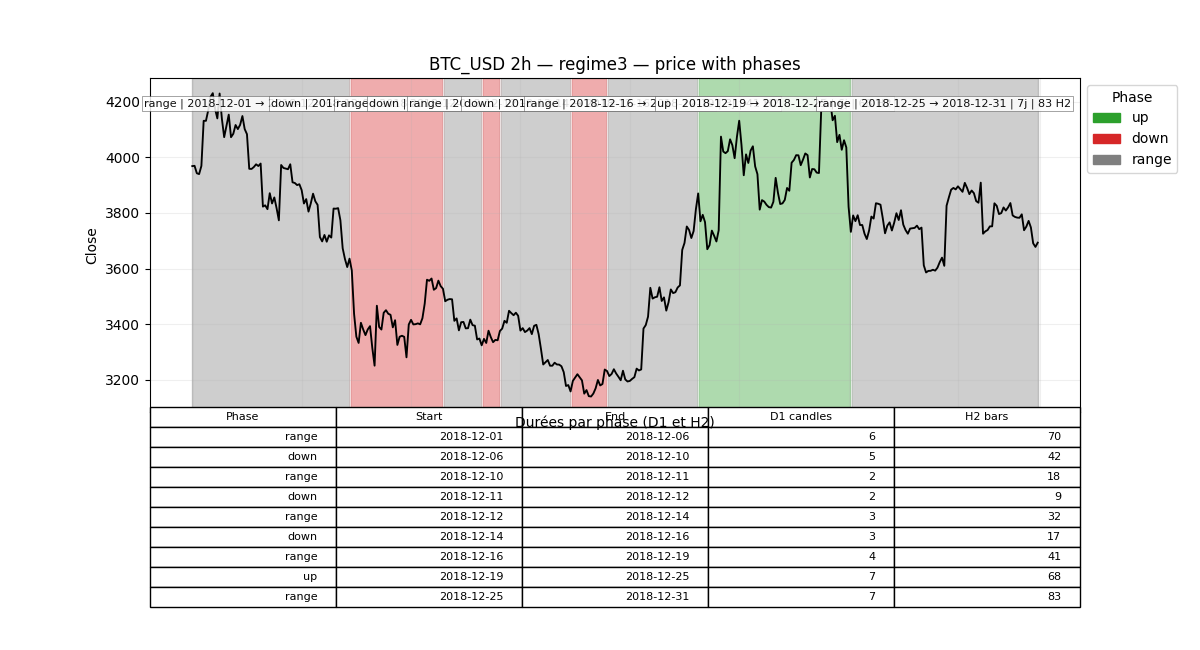 BTC_USD 2h — regime3 — price with phases
4200
4000
3800
3600
3400
3200
Close
range | 2018-12-01 →
down | 201
range
down |
range | 2
down | 201
range
2018-12-16 → 2
up | 2018-12-19 → 2018-12-2
range | 2018-12-25 → 2018-12-31 | 7j | 83 H2
Phase
up
down
range
Durées par phase (D1 et H2)
Phase Start End D1 candles H2 bars
range 2018-12-01 2018-12-06 6 70
down 2018-12-06 2018-12-10 5 42
range 2018-12-10 2018-12-11 2 18
down 2018-12-11 2018-12-12 2 9
range 2018-12-12 2018-12-14 3 32
down 2018-12-14 2018-12-16 3 17
range 2018-12-16 2018-12-19 4 41
up 2018-12-19 2018-12-25 7 68
range 2018-12-25 2018-12-31 7 83